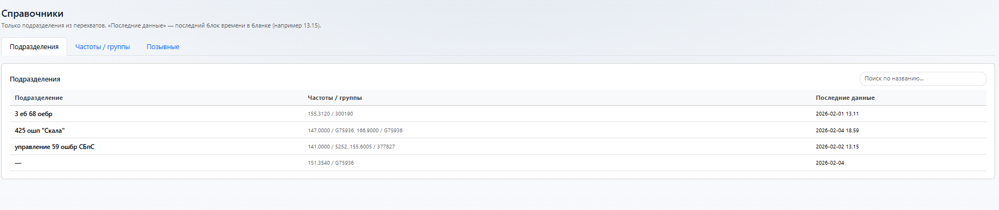 Справочники
Только подразделения из перехватов. «Последние данные» — последний блок времени в бланке (например 13.15).
Подразделения Частоты / группы Позывные
Подразделения Поиск по названию...
Подразделение Частоты / группы Последние данные
3 еб 68 оебр 155.3120 / 300190 2026-02-01 13.11
425 ошп "Скала" 147.0000 / G75936, 166.9000 / G75936 2026-02-04 18.59
управление 59 ошбр СБпС 141.0000 / 5252, 155.6005 / 377827 2026-02-02 13.15
— 151.3540 / G75936 2026-02-04